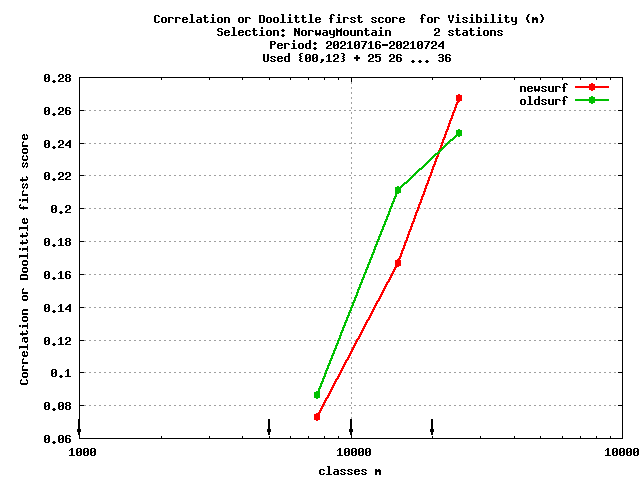 Correlation or Doolittle first score  for Visibility (m)
Selection: NorwayMountain      2 stations
Period: 20210716-20210724
Used {00,12} + 25 26 ... 36
newsurf
oldsurf
Correlation or Doolittle first score
0.28
0.26
0.24
0.22
0.2
0.18
0.16
0.14
0.12
0.1
0.08
0.06
1000 10000 10000
classes m